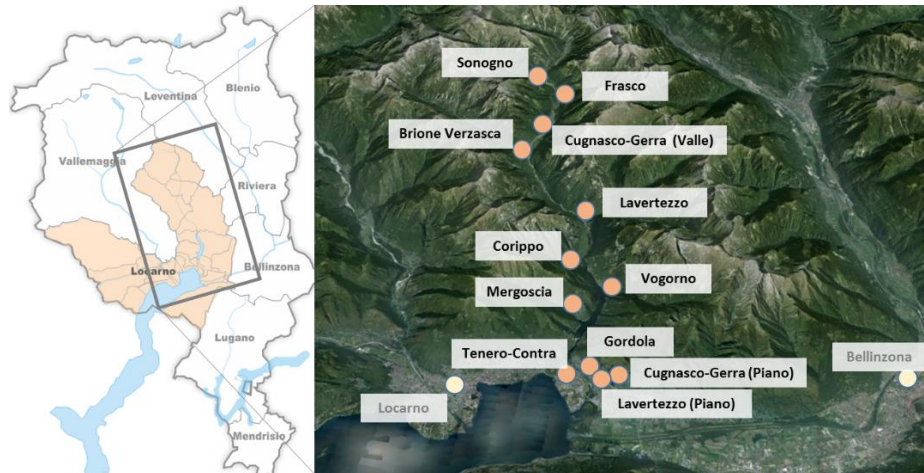 Blenio
Leventina
Vallemaggia
Riviera
Locarno
Bellinzona
Lugano
Mendrisio
Sonogno
Frasco
Brione Verzasca
Cugnasco-Gerra (Valle)
Lavertezzo
Corippo
Vogorno
Mergoscia
Gordola
Tenero-Contra
Cugnasco-Gerra (Piano)
Bellinzona
Locarno
Lavertezzo (Piano)